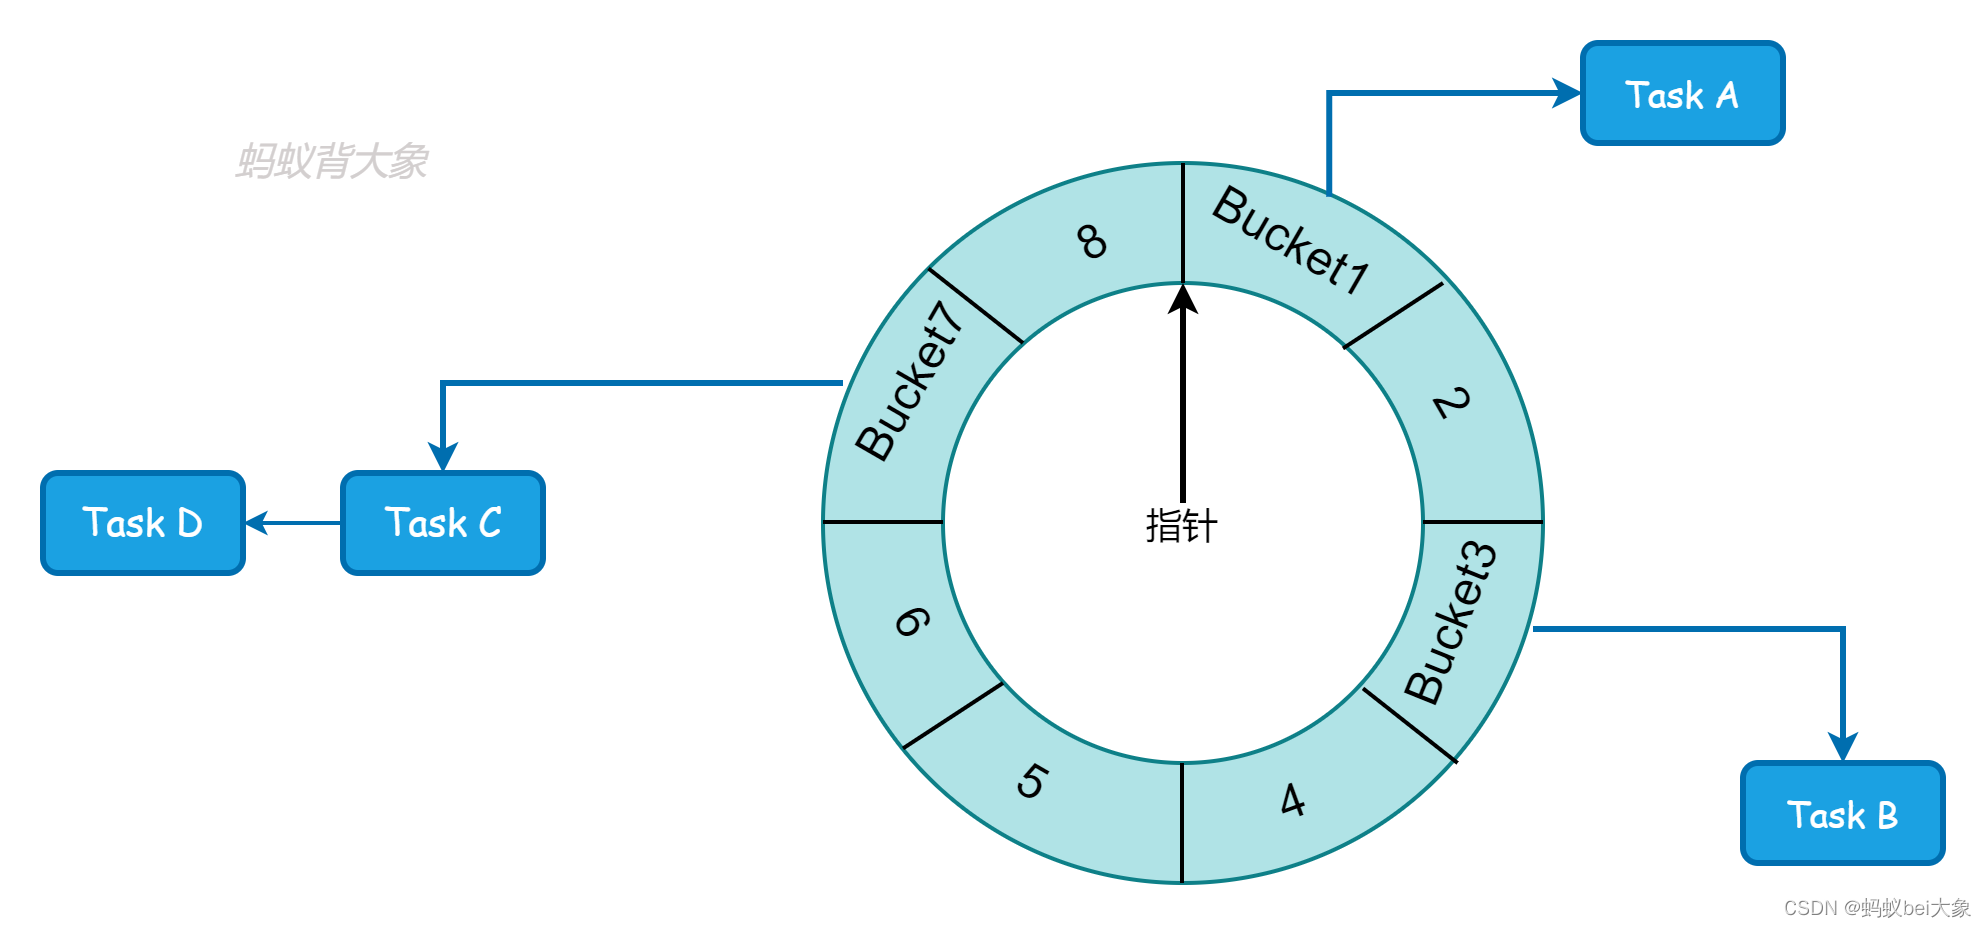 Task A
蚂蚁背大象
8
Bucket1
Bucket7
2
Task D
Task C
指针
Bucket3
6
5
4
Task B
CSDN @蚂蚁bei大象